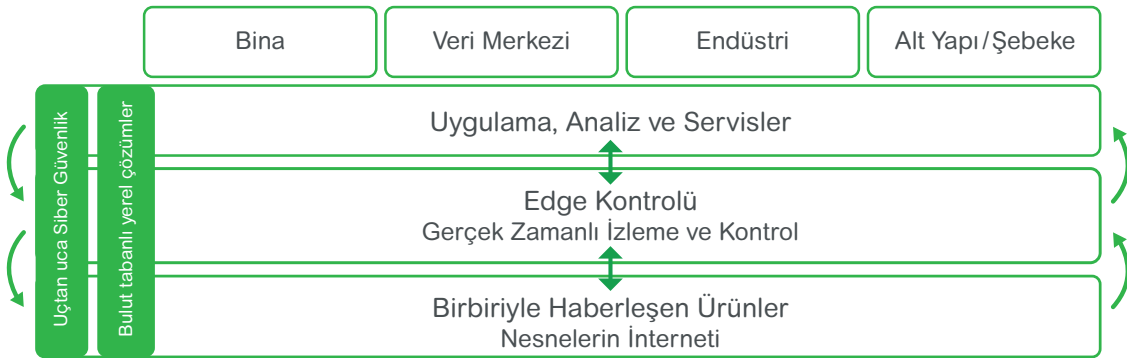 Bina
Veri Merkezi
Endüstri
Alt Yapı/Şebeke
Uçtan uca Siber Güvenlik
Bulut tabanlı yerel çözümler
Uygulama, Analiz ve Servisler
Edge Kontrolü
Gerçek Zamanlı İzleme ve Kontrol
Birbiriyle Haberleşen Ürünler
Nesnelerin İnterneti